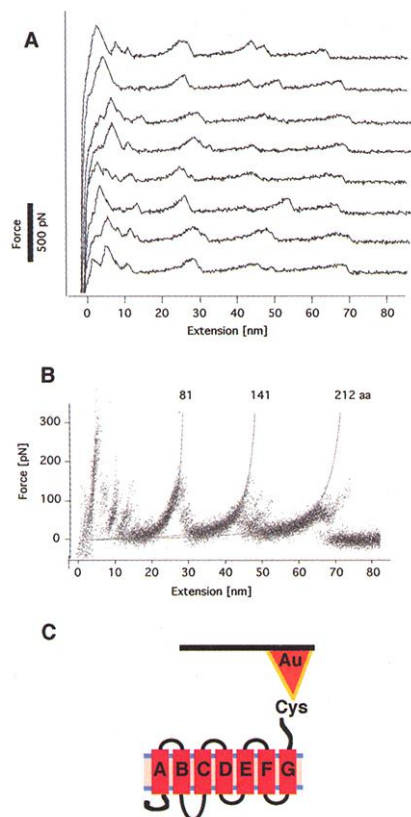 A
Force
500 pN
0 10 20 30 40 50 60 70 80
Extension [nm]
B
81 141 212 aa
Force [pN]
300
200
100
0
0 10 20 30 40 50 60 70 80
Extension [nm]
C
Au
Cys
A B C D E F G